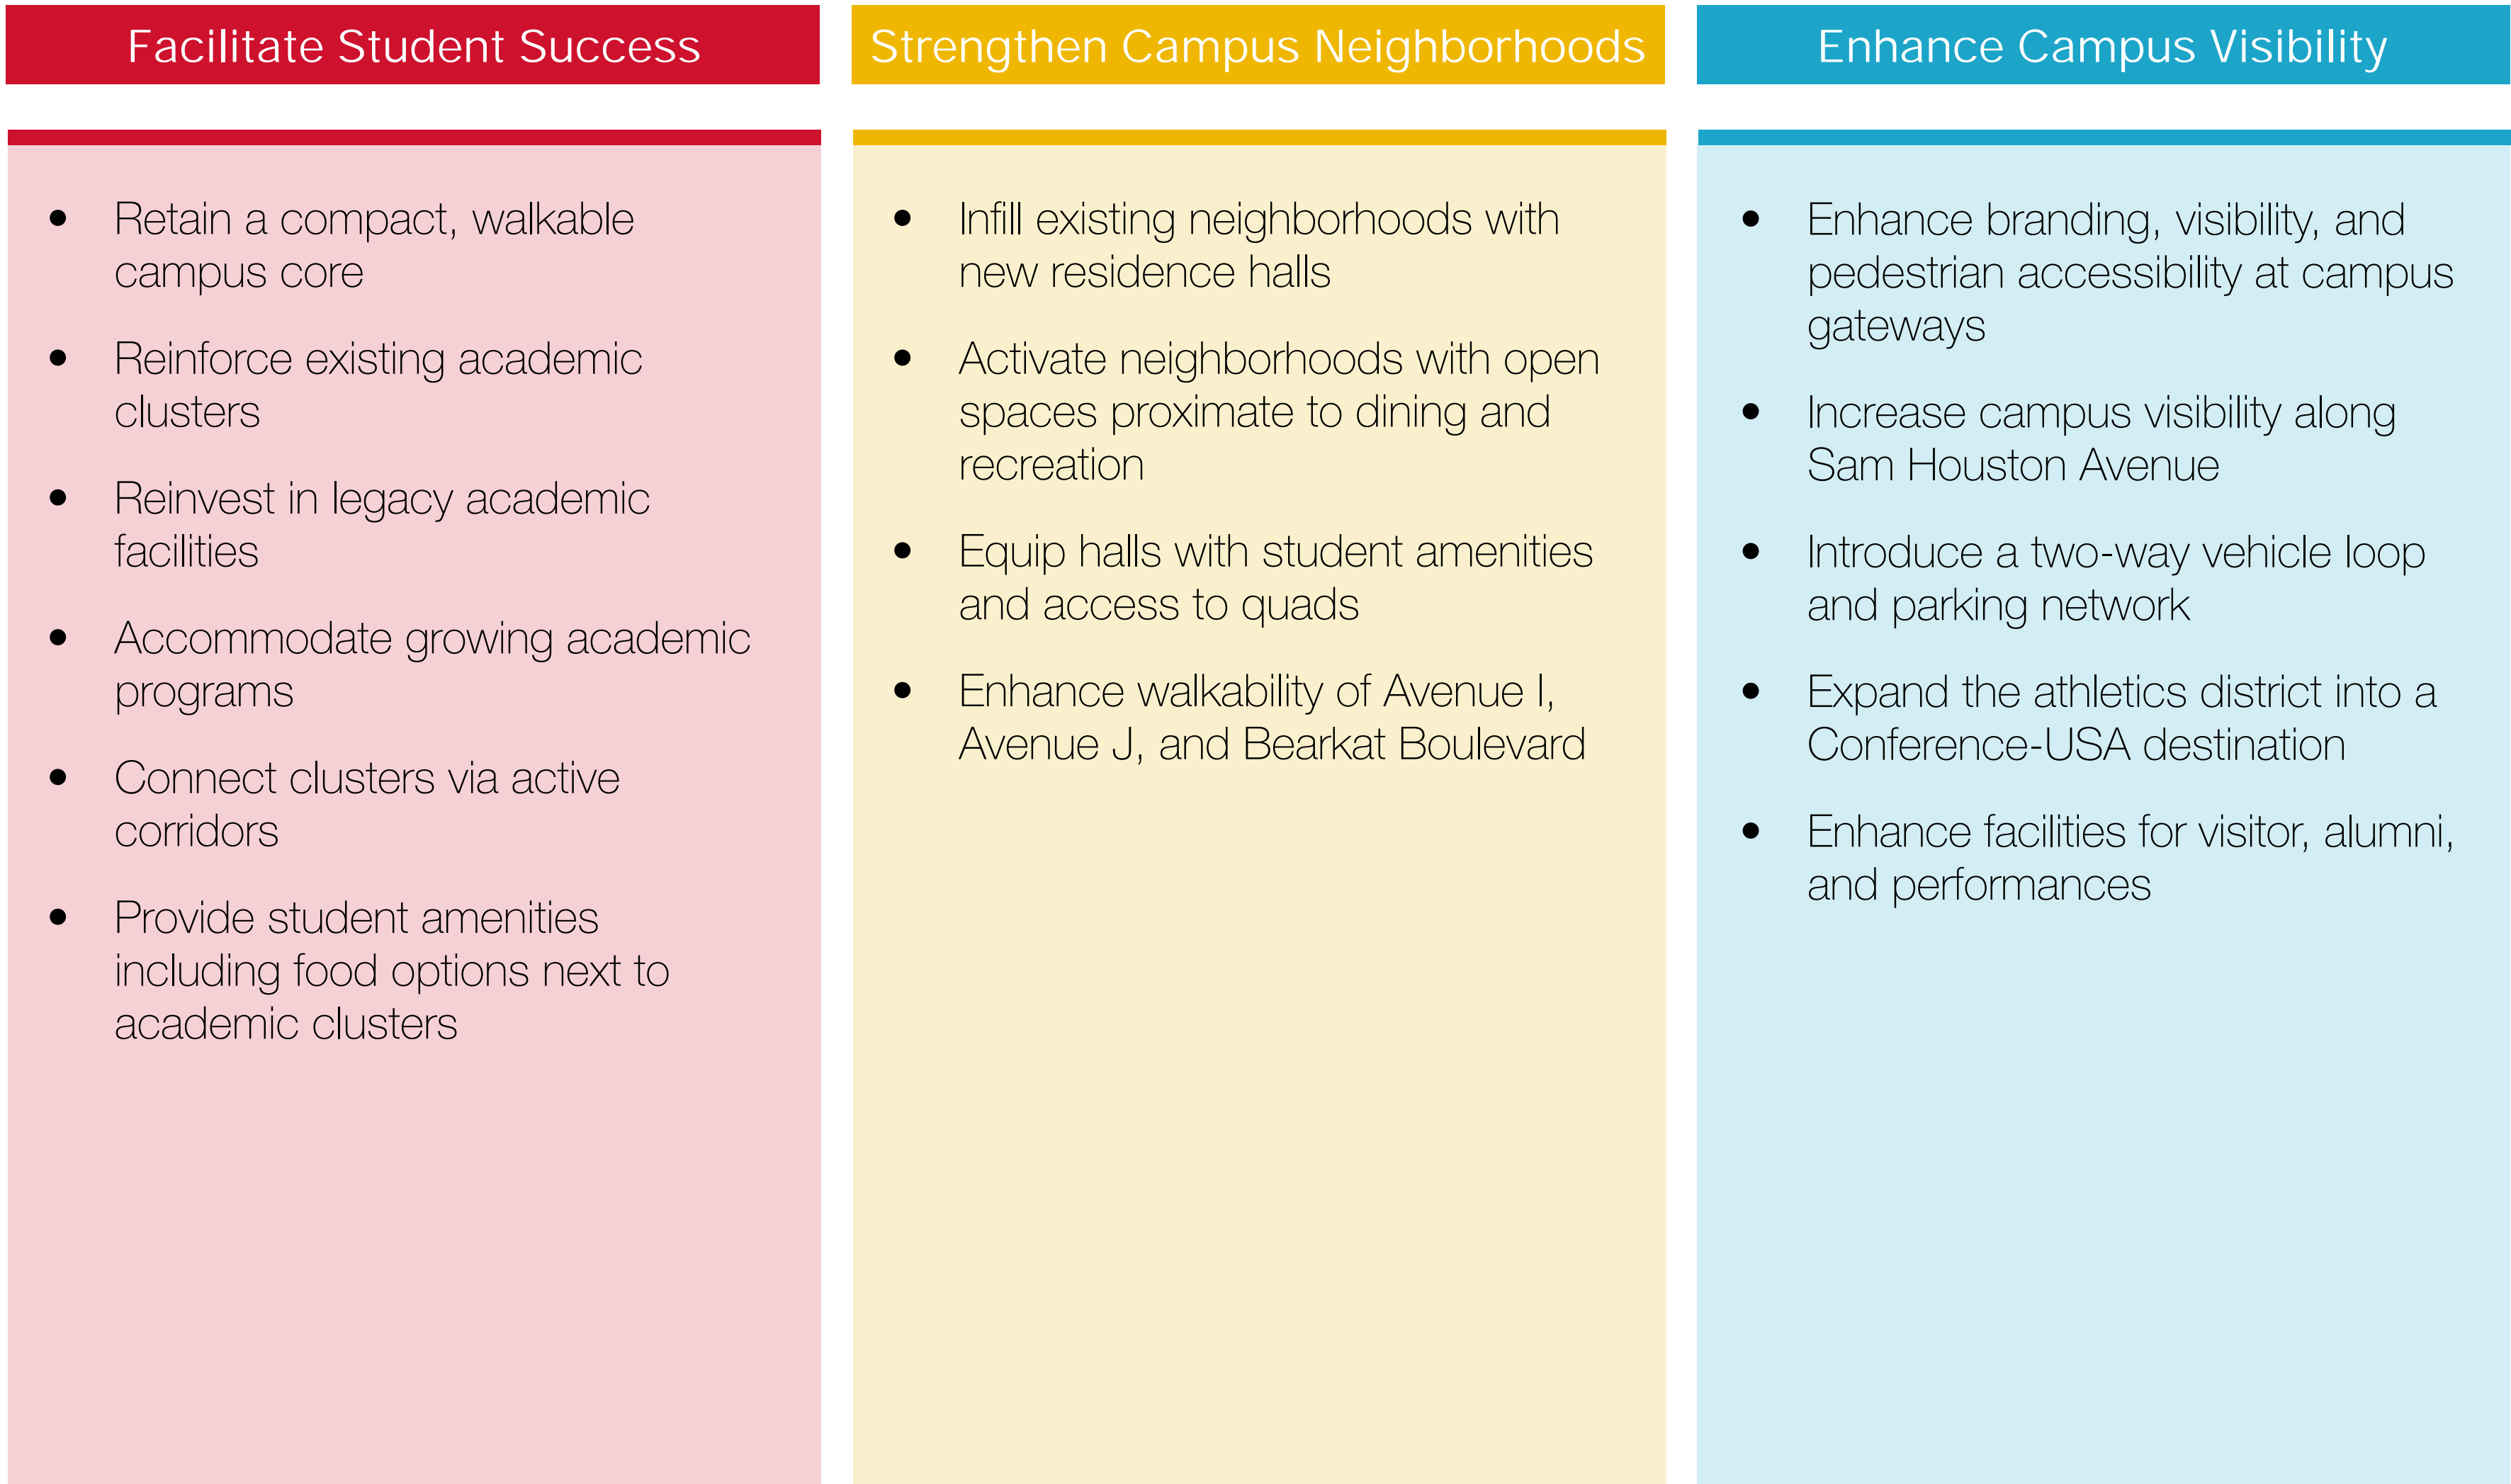 Facilitate Student Success
• Retain a compact, walkable
campus core
• Reinforce existing academic
clusters
• Reinvest in legacy academic
facilities
• Accommodate growing academic
programs
• Connect clusters via active
corridors
• Provide student amenities
including food options next to
academic clusters
Strengthen Campus Neighborhoods
• Infill existing neighborhoods with
new residence halls
• Activate neighborhoods with open
spaces proximate to dining and
recreation
• Equip halls with student amenities
and access to quads
• Enhance walkability of Avenue I,
Avenue J, and Bearkat Boulevard
Enhance Campus Visibility
• Enhance branding, visibility, and
pedestrian accessibility at campus
gateways
• Increase campus visibility along
Sam Houston Avenue
• Introduce a two-way vehicle loop
and parking network
• Expand the athletics district into a
Conference-USA destination
• Enhance facilities for visitor, alumni,
and performances